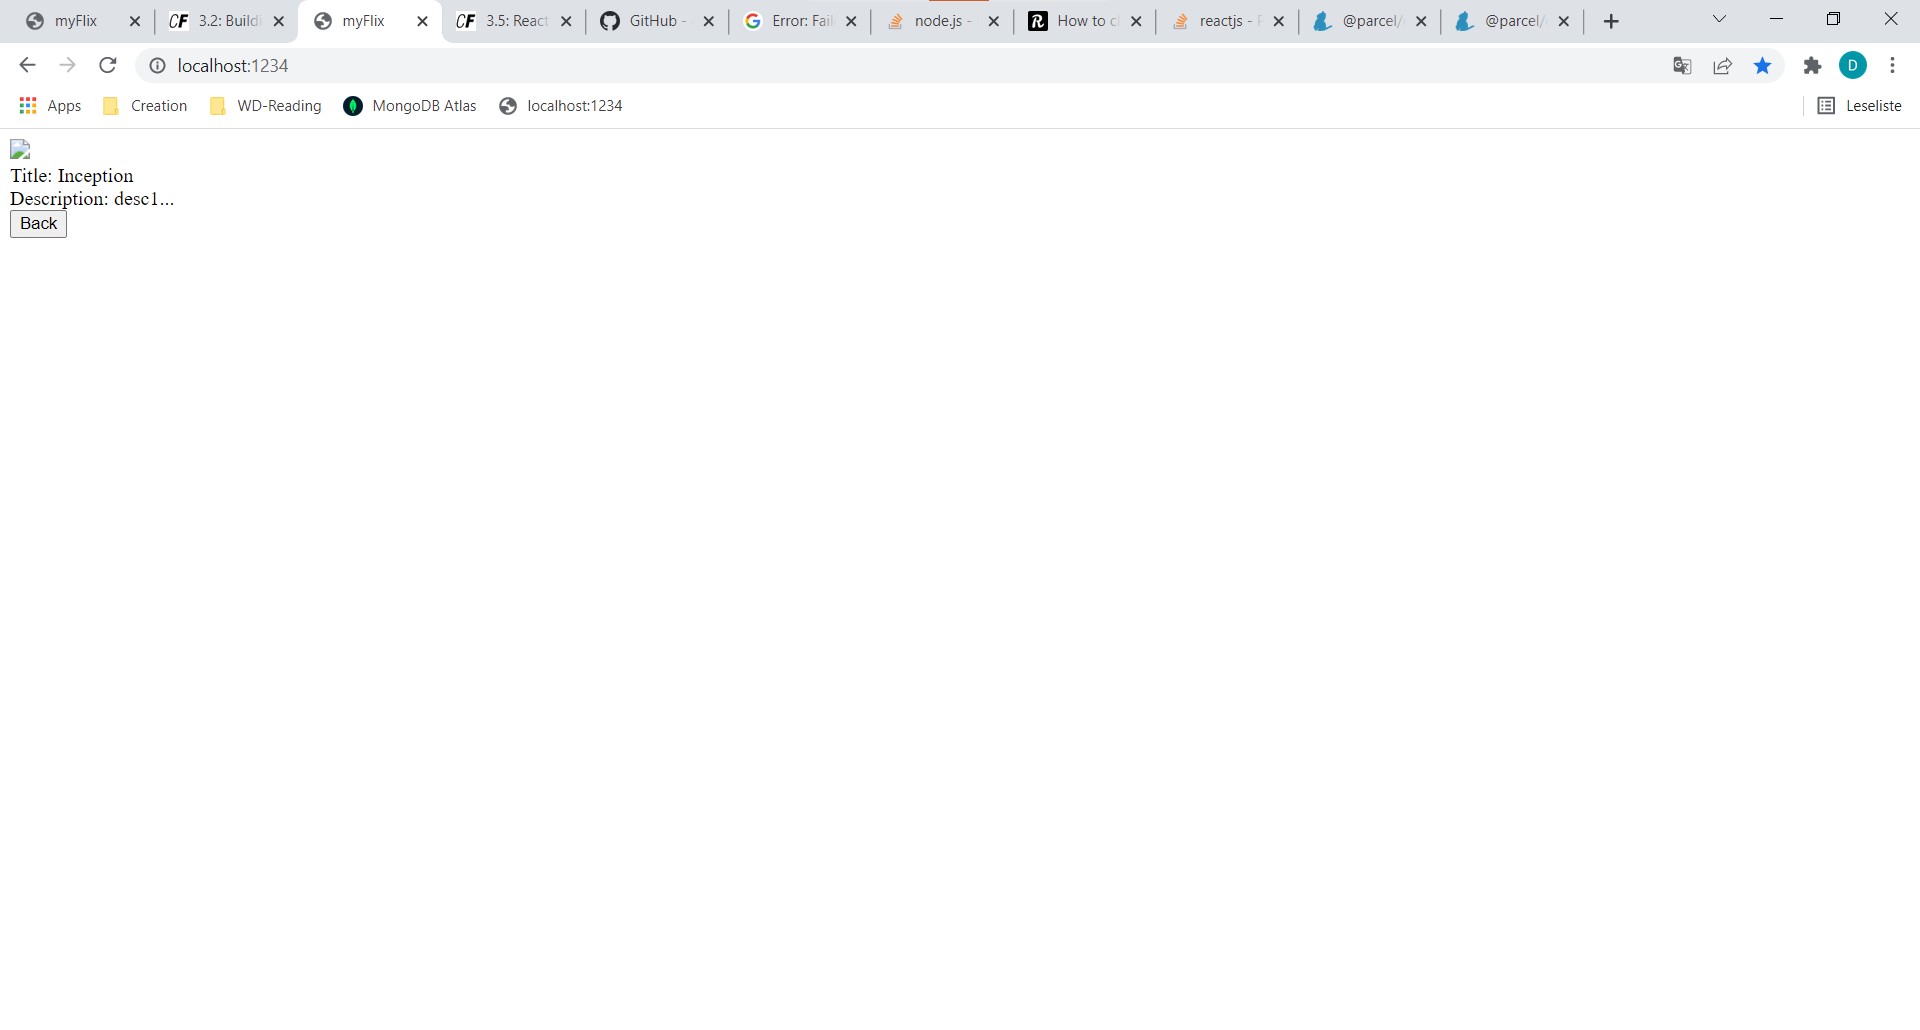 myFlix
CF 3.2: Buildi
myFlix
CF 3.5: React
GitHub -
Error: Fail
node.js -
R How to c
reactjs - F
@parcel/
@parcel/
localhost:1234
D
Apps
Creation
WD-Reading
MongoDB Atlas
localhost:1234
Leseliste
Title: Inception
Description: desc1...
Back